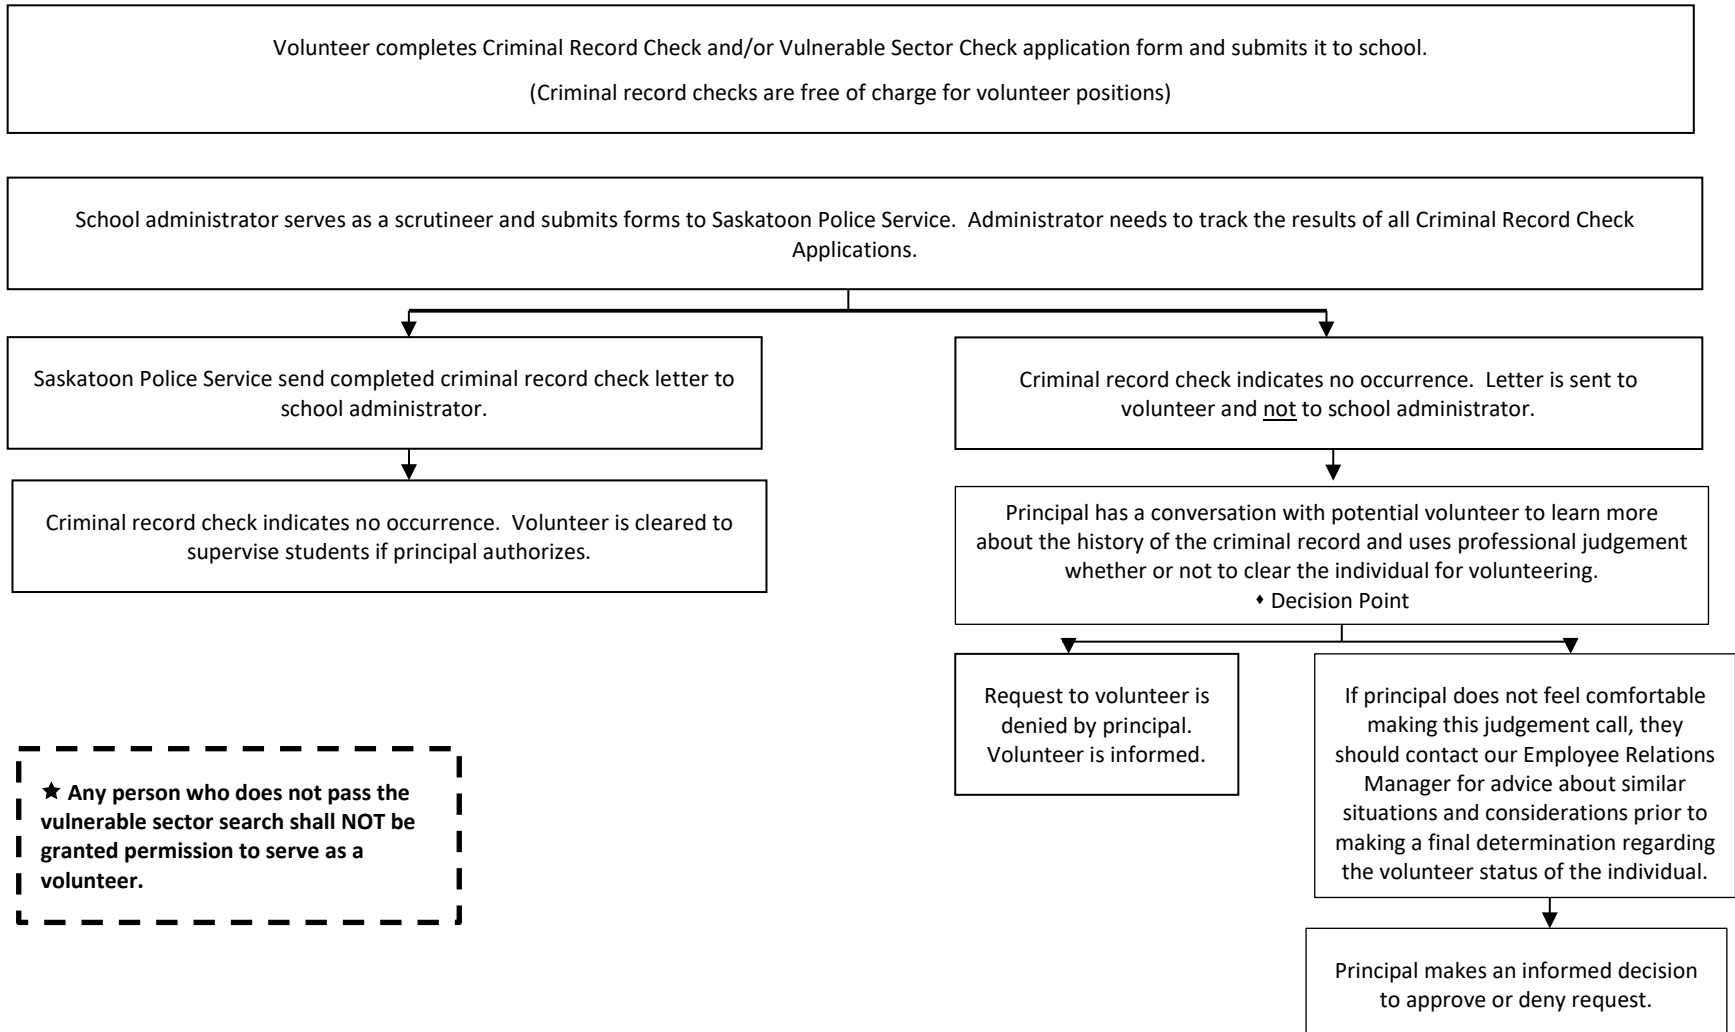 Volunteer completes Criminal Record Check and/or Vulnerable Sector Check application form and submits it to school.
(Criminal record checks are free of charge for volunteer positions)
School administrator serves as a scrutineer and submits forms to Saskatoon Police Service. Administrator needs to track the results of all Criminal Record Check
Applications.
Saskatoon Police Service send completed criminal record check letter to
school administrator.
Criminal record check indicates no occurrence. Volunteer is cleared to
supervise students if principal authorizes.
Criminal record check indicates no occurrence. Letter is sent to
volunteer and not to school administrator.
Principal has a conversation with potential volunteer to learn more
about the history of the criminal record and uses professional judgement
whether or not to clear the individual for volunteering.
♦ Decision Point
Request to volunteer is
denied by principal.
Volunteer is informed.
If principal does not feel comfortable
making this judgement call, they
should contact our Employee Relations
Manager for advice about similar
situations and considerations prior to
making a final determination regarding
the volunteer status of the individual.
Principal makes an informed decision
to approve or deny request.
★ Any person who does not pass the
vulnerable sector search shall NOT be
granted permission to serve as a
volunteer.